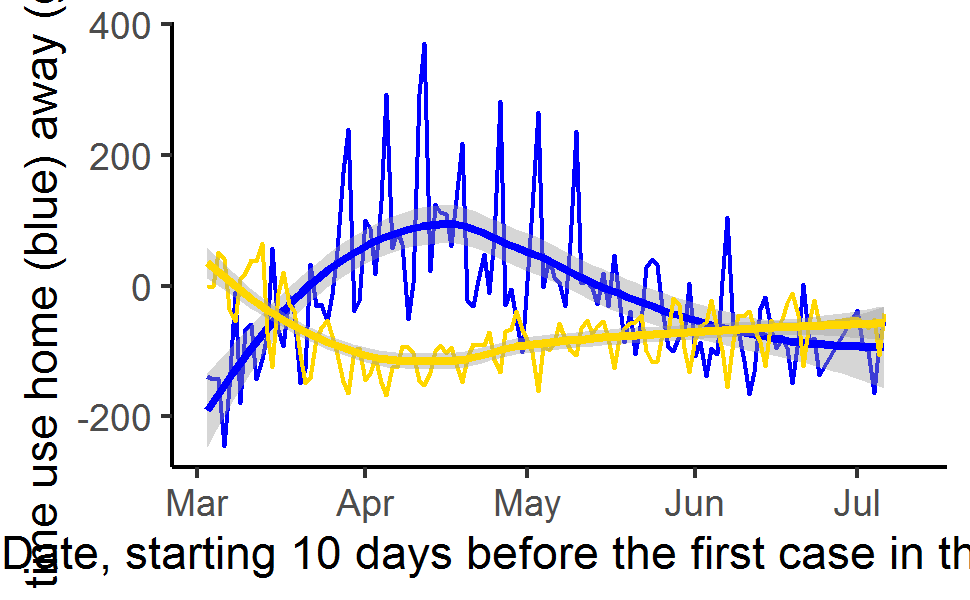 time use home (blue) away (
400
200
0
-200
Mar Apr May Jun Jul
Date, starting 10 days before the first case in th